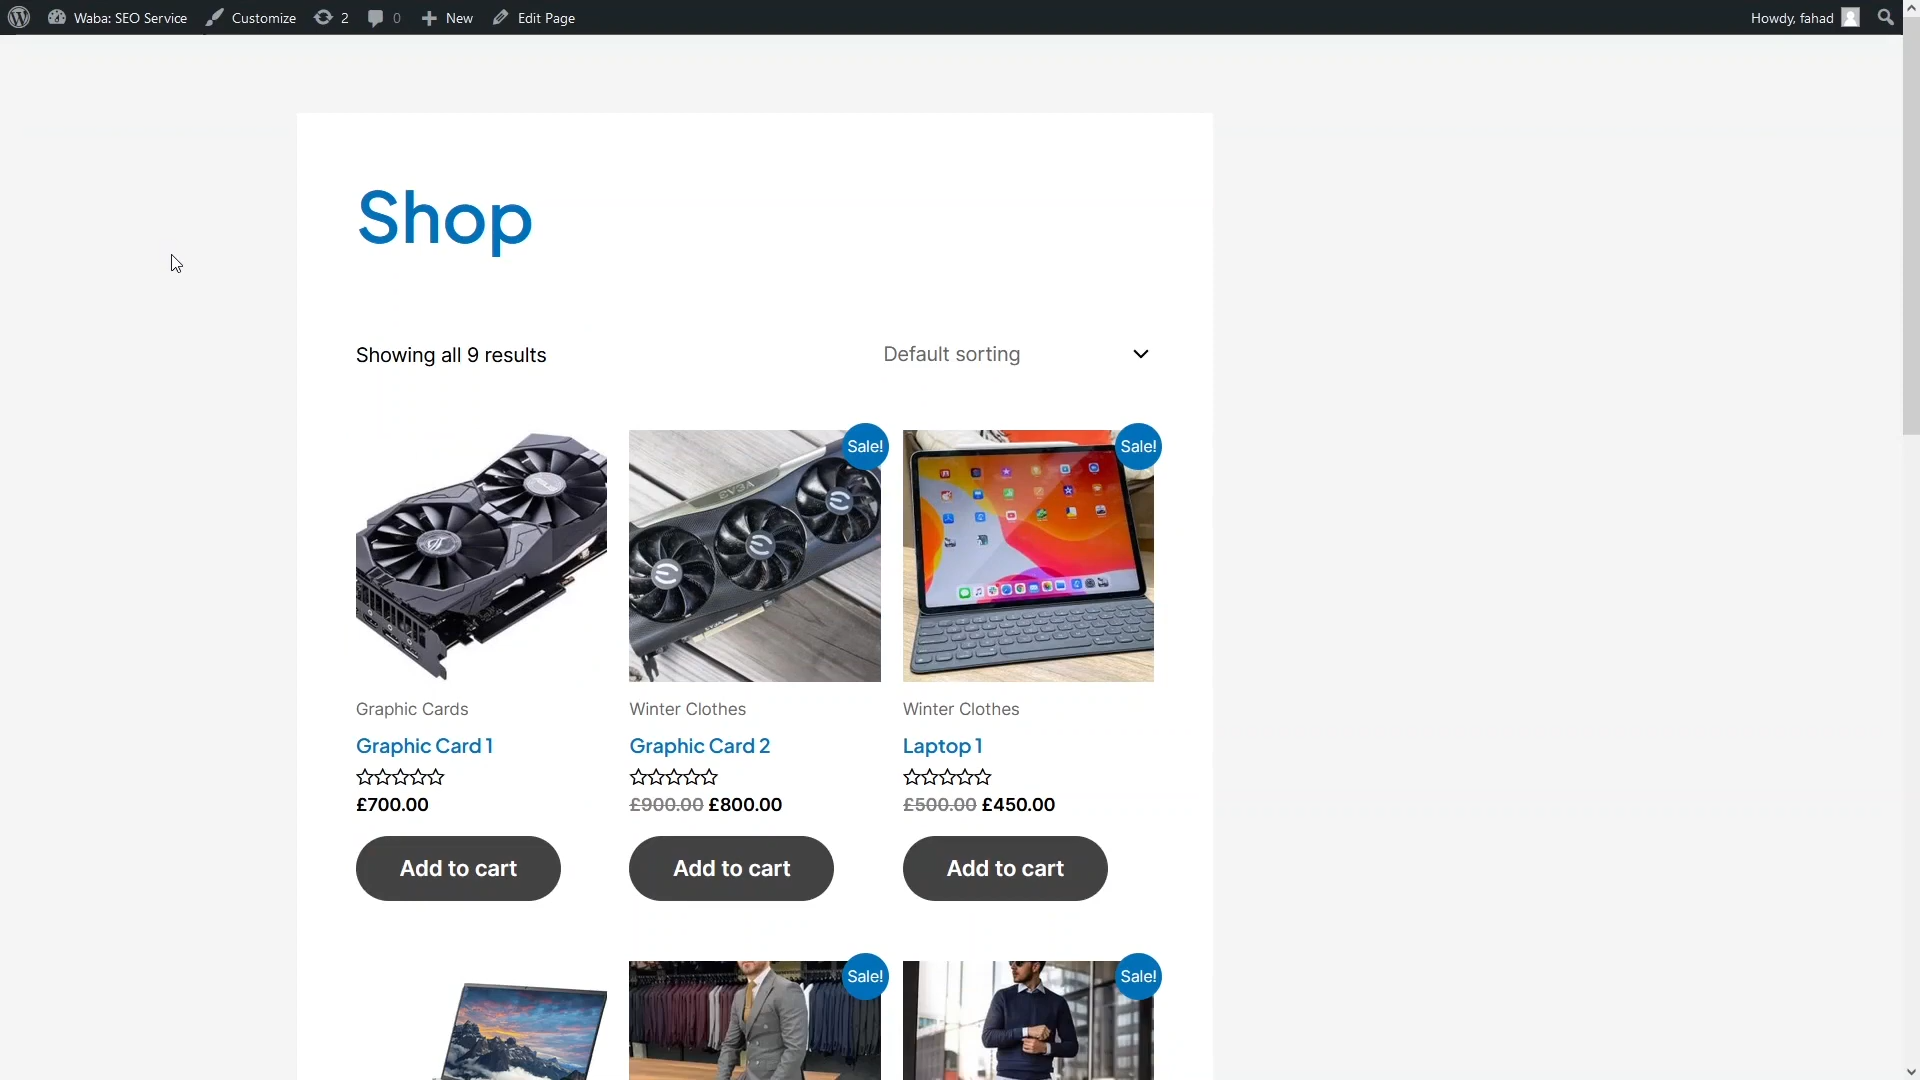 Waba: SEO Service Customize 2 0 New Edit Page Howdy, fahad
Shop
Showing all 9 results Default sorting
Sale! Sale!
EVGA
Graphic Cards Winter Clothes Winter Clothes
Graphic Card 1 Graphic Card 2 Laptop 1
£700.00 £900.00 £800.00 £500.00 £450.00
Add to cart Add to cart Add to cart
Sale! Sale!